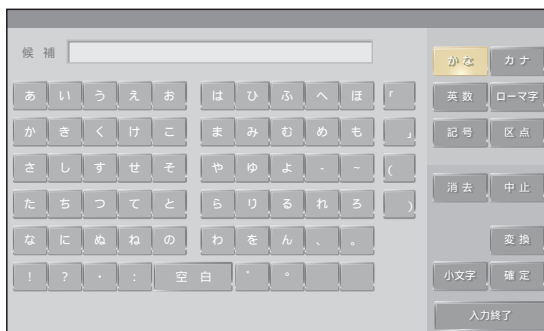 候補
かな カナ
あ い う え お は ひ ふ へ ほ 「 英数 ローマ字
か き く け こ ま み む め も 」 記号 区点
さ し す せ そ や ゆ よ - ~ (
消去 中止
た ち つ て と ら り る れ ろ )
な に ぬ ね の わ を ん 、 。 変換
! ? ・ : 空白 ゛ ゜ 小文字 確定
入力終了